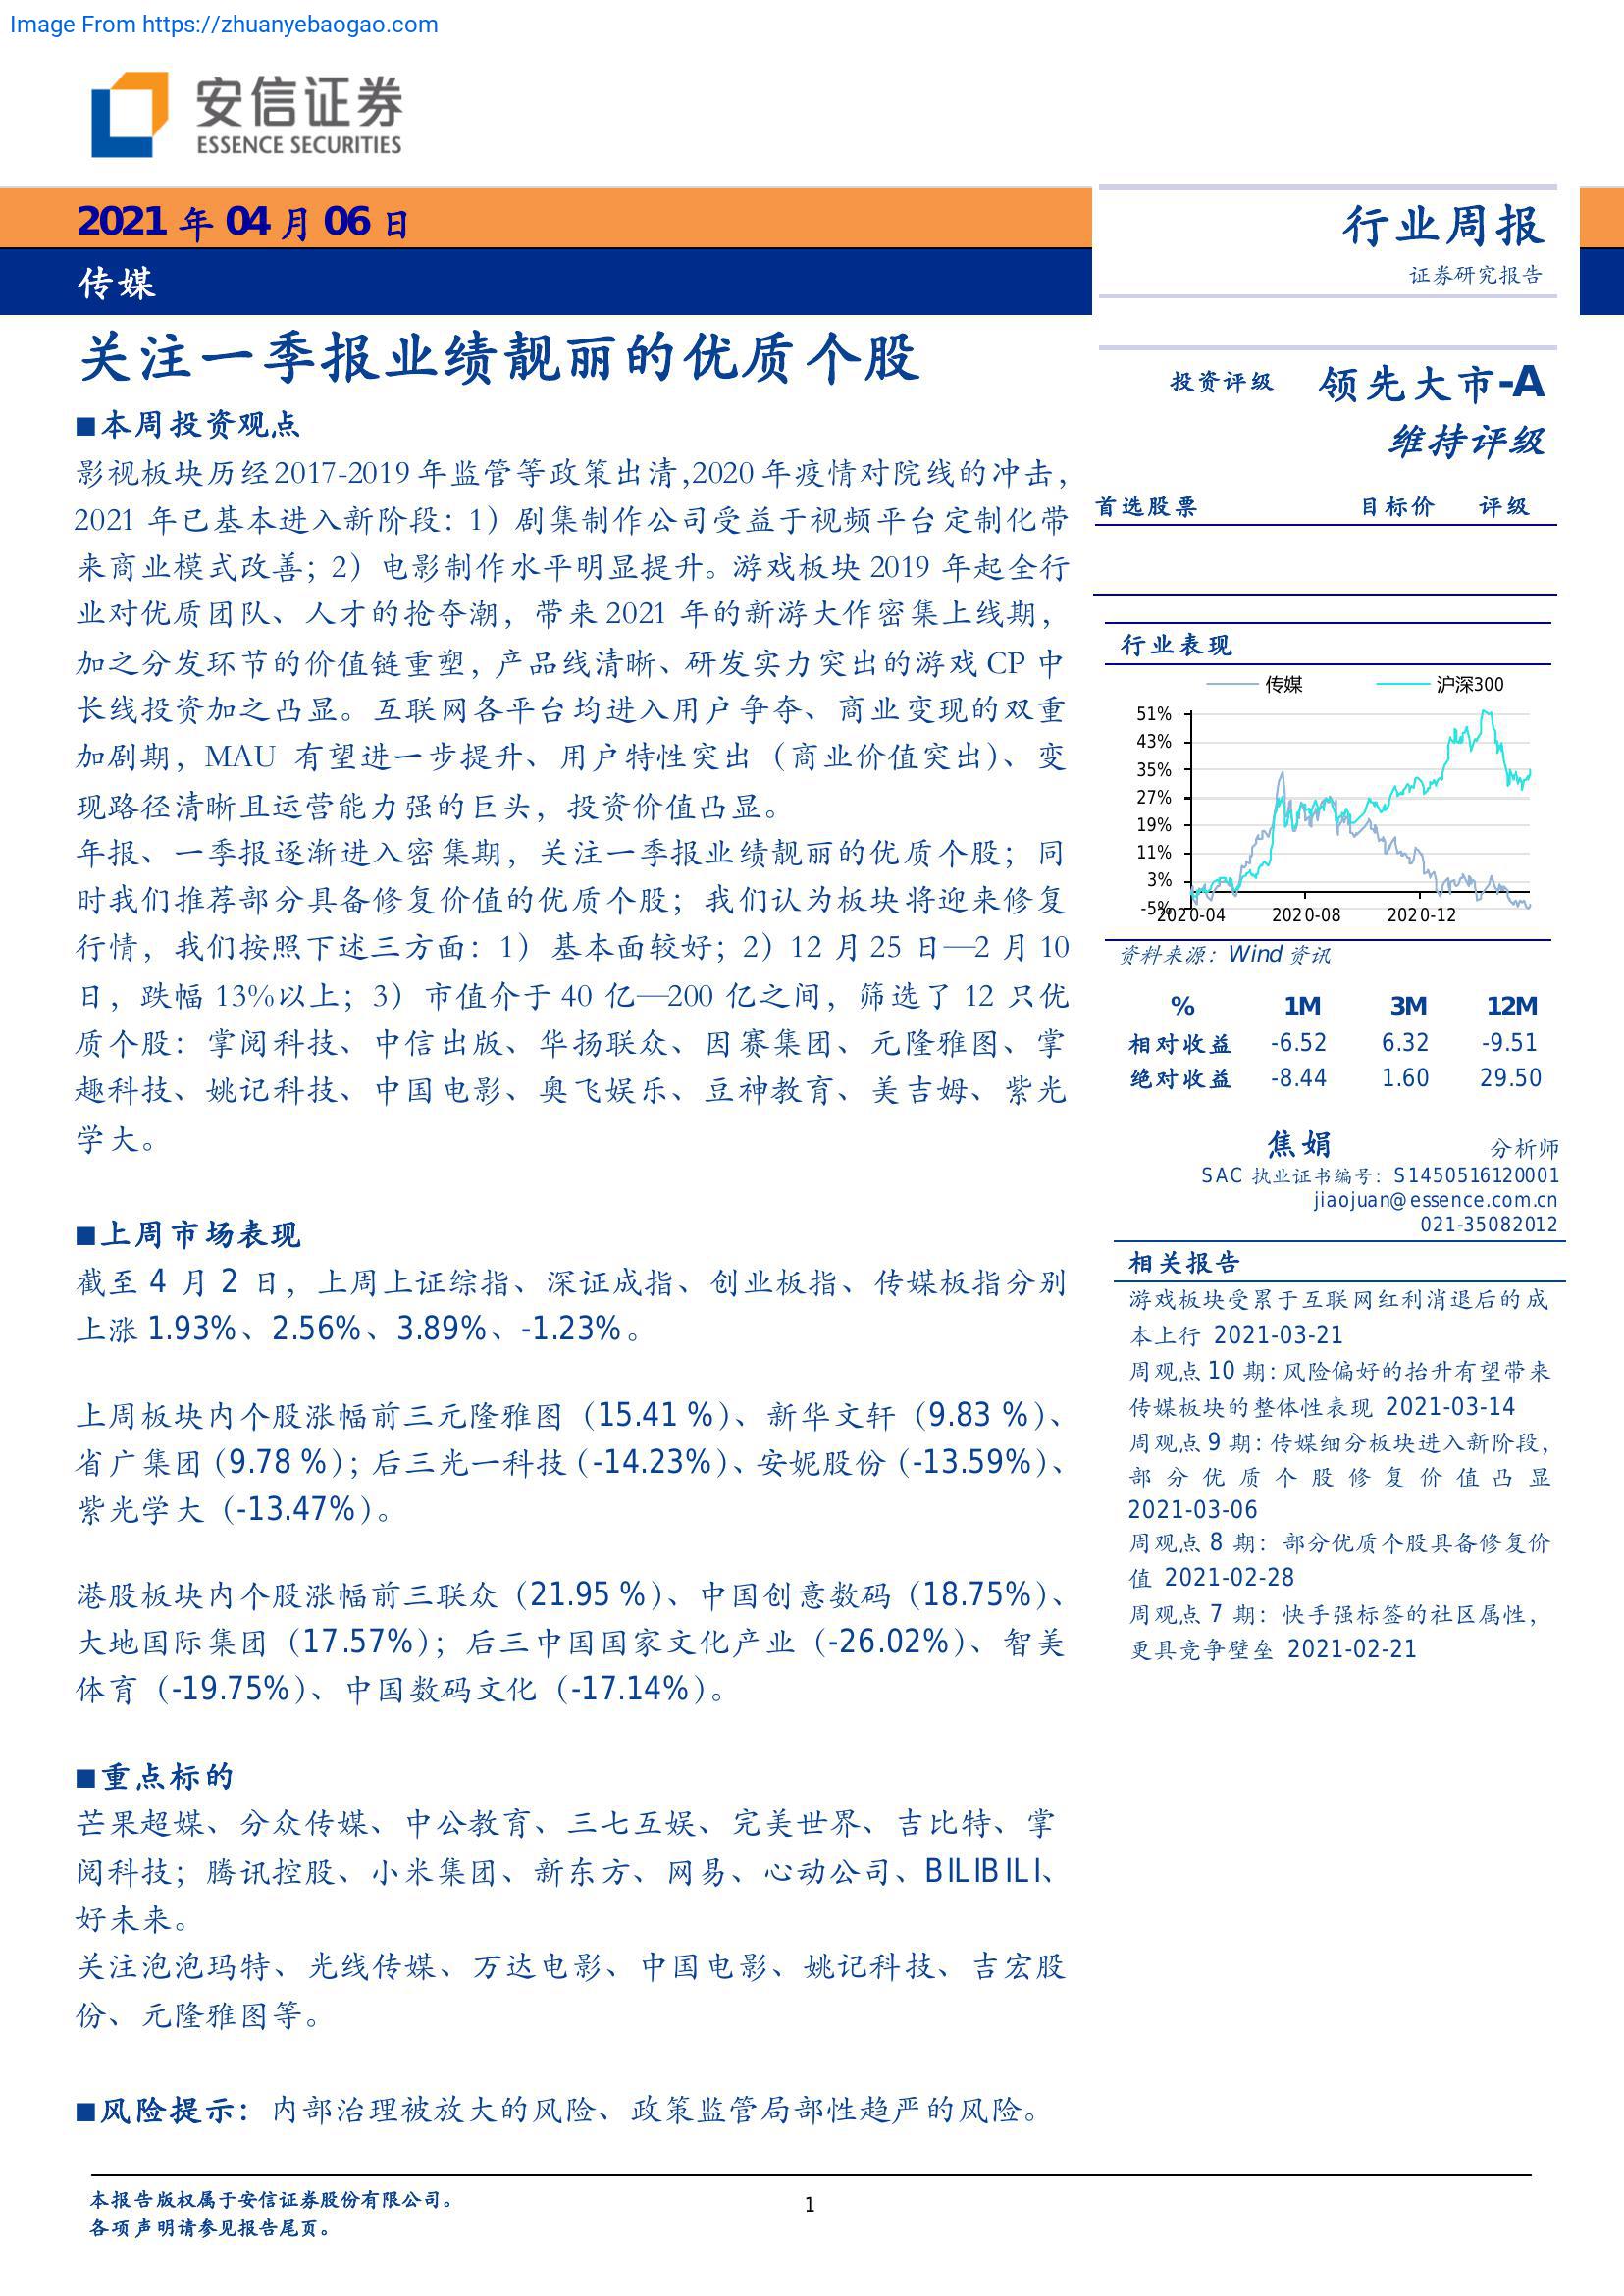 Image From https://zhuanyebaogao.com
安信证券
ESSENCE SECURITIES
2021 年 04 月 06 日
传媒
行业周报
证券研究报告
关注一季报业绩靓丽的优质个股
■本周投资观点
影视板块历经2017-2019 年监管等政策出清,2020 年疫情对院线的冲击，
2021 年已基本进入新阶段：1）剧集制作公司受益于视频平台定制化带
来商业模式改善；2）电影制作水平明显提升。游戏板块 2019 年起全行
业对优质团队、人才的抢夺潮，带来 2021 年的新游大作密集上线期，
加之分发环节的价值链重塑，产品线清晰、研发实力突出的游戏 CP 中
长线投资加之凸显。互联网各平台均进入用户争夺、商业变现的双重
加剧期，MAU 有望进一步提升、用户特性突出（商业价值突出）、变
现路径清晰且运营能力强的巨头，投资价值凸显。
年报、一季报逐渐进入密集期，关注一季报业绩靓丽的优质个股；同
时我们推荐部分具备修复价值的优质个股；我们认为板块将迎来修复
行情，我们按照下述三方面：1）基本面较好；2）12 月 25 日—2 月 10
日，跌幅 13%以上；3）市值介于 40 亿—200 亿之间，筛选了 12 只优
质个股：掌阅科技、中信出版、华扬联众、因赛集团、元隆雅图、掌
趣科技、姚记科技、中国电影、奥飞娱乐、豆神教育、美吉姆、紫光
学大。
■上周市场表现
截至 4 月 2 日，上周上证综指、深证成指、创业板指、传媒板指分别
上涨 1.93%、2.56%、3.89%、-1.23%。
上周板块内个股涨幅前三元隆雅图（15.41 %）、新华文轩（9.83 %）、
省广集团（9.78 %）；后三光一科技（-14.23%）、安妮股份（-13.59%）、
紫光学大（-13.47%）。
港股板块内个股涨幅前三联众（21.95 %）、中国创意数码（18.75%）、
大地国际集团（17.57%）；后三中国国家文化产业（-26.02%）、智美
体育（-19.75%）、中国数码文化（-17.14%）。
■重点标的
芒果超媒、分众传媒、中公教育、三七互娱、完美世界、吉比特、掌
阅科技；腾讯控股、小米集团、新东方、网易、心动公司、BILIBILI、
好未来。
关注泡泡玛特、光线传媒、万达电影、中国电影、姚记科技、吉宏股
份、元隆雅图等。
■风险提示：内部治理被放大的风险、政策监管局部性趋严的风险。
投资评级 领先大市-A
维持评级
首选股票 目标价 评级
行业表现
传媒 沪深300
51%
43%
35%
27%
19%
11%
3%
-5%
2020-04 2020-08 2020-12
资料来源：Wind 资讯
% 1M 3M 12M
相对收益 -6.52 6.32 -9.51
绝对收益 -8.44 1.60 29.50
焦娟 分析师
SAC 执业证书编号：S1450516120001
jiaojuan@essence.com.cn
021-35082012
相关报告
游戏板块受累于互联网红利消退后的成
本上行 2021-03-21
周观点 10 期：风险偏好的抬升有望带来
传媒板块的整体性表现 2021-03-14
周观点 9 期：传媒细分板块进入新阶段，
部分优质个股修复价值凸显
2021-03-06
周观点 8 期：部分优质个股具备修复价
值 2021-02-28
周观点 7 期：快手强标签的社区属性，
更具竞争壁垒 2021-02-21
本报告版权属于安信证券股份有限公司。
各项声明请参见报告尾页。
1